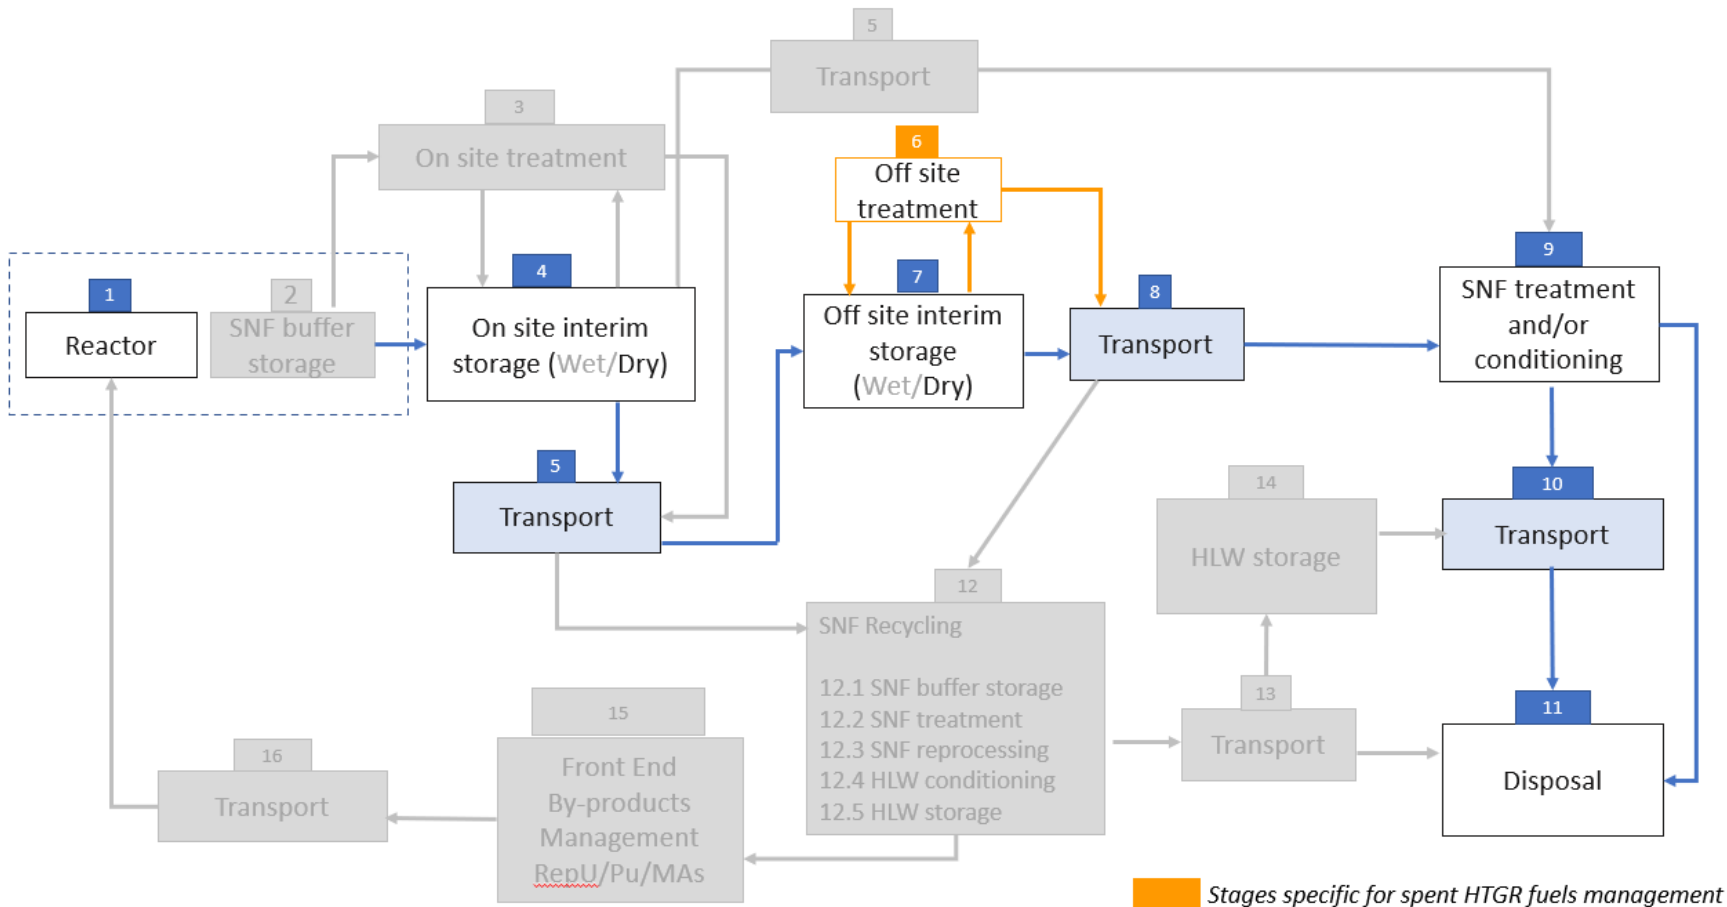 5
Transport
3
On site treatment
6
Off site
treatment
1
Reactor
2
SNF buffer
storage
4
On site interim
storage (Wet/Dry)
7
Off site interim
storage
(Wet/Dry)
8
Transport
9
SNF treatment
and/or
conditioning
5
Transport
14
HLW storage
10
Transport
12
SNF Recycling
12.1 SNF buffer storage
12.2 SNF treatment
12.3 SNF reprocessing
12.4 HLW conditioning
12.5 HLW storage
13
Transport
11
Disposal
15
Front End
By-products
Management
RepU/Pu/MAs
16
Transport
Stages specific for spent HTGR fuels management